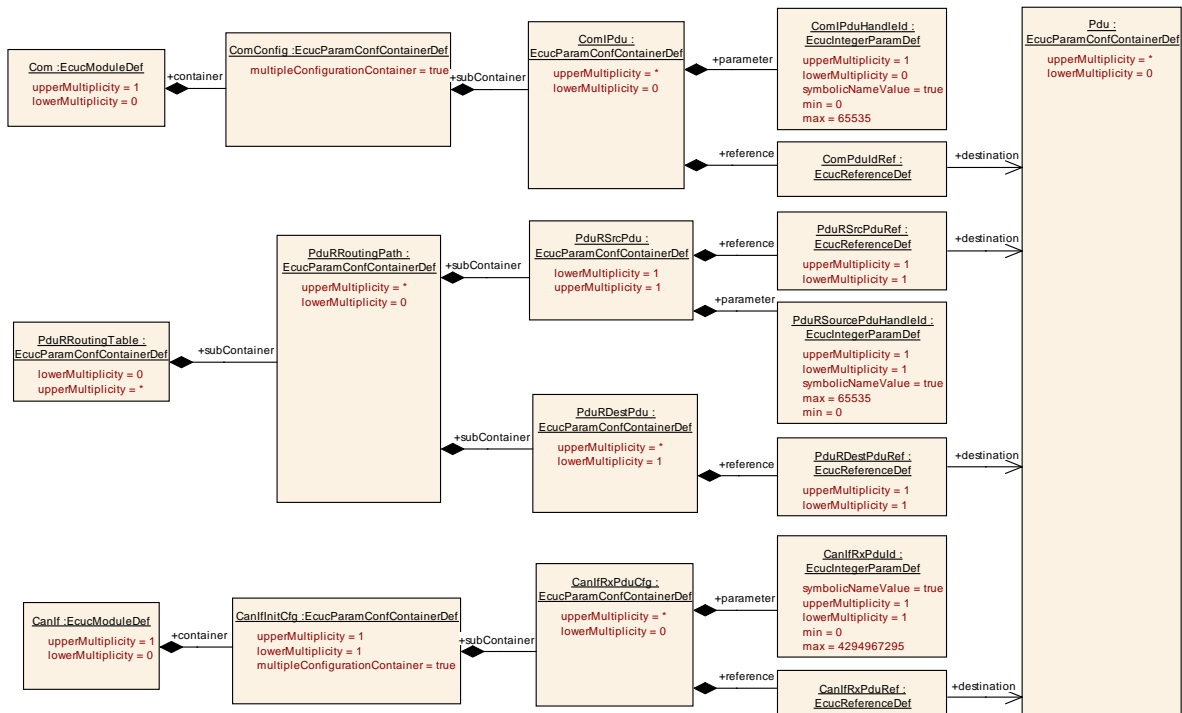 Com :EcucModuleDef
upperMultiplicity = 1
lowerMultiplicity = 0
+container
ComConfig :EcucParamConfContainerDef
multipleConfigurationContainer = true
+subContainer
ComIPdu :
EcucParamConfContainerDef
upperMultiplicity = *
lowerMultiplicity = 0
+parameter
ComIPduHandleId :
EcucIntegerParamDef
upperMultiplicity = 1
lowerMultiplicity = 0
symbolicNameValue = true
min = 0
max = 65535
+reference
ComPduIdRef :
EcucReferenceDef
+destination
Pdu :
EcucParamConfContainerDef
upperMultiplicity = *
lowerMultiplicity = 0
PduRRoutingTable :
EcucParamConfContainerDef
lowerMultiplicity = 0
upperMultiplicity = *
+subContainer
PduRRoutingPath :
EcucParamConfContainerDef
upperMultiplicity = *
lowerMultiplicity = 0
+subContainer
PduRSrcPdu :
EcucParamConfContainerDef
lowerMultiplicity = 1
upperMultiplicity = 1
+reference
PduRSrcPduRef :
EcucReferenceDef
upperMultiplicity = 1
lowerMultiplicity = 1
+destination
+parameter
PduRSourcePduHandleId :
EcucIntegerParamDef
upperMultiplicity = 1
lowerMultiplicity = 1
symbolicNameValue = true
max = 65535
min = 0
+subContainer
PduRDestPdu :
EcucParamConfContainerDef
upperMultiplicity = *
lowerMultiplicity = 1
+reference
PduRDestPduRef :
EcucReferenceDef
upperMultiplicity = 1
lowerMultiplicity = 1
+destination
CanIf :EcucModuleDef
upperMultiplicity = 1
lowerMultiplicity = 0
+container
CanIfInitCfg :EcucParamConfContainerDef
upperMultiplicity = 1
lowerMultiplicity = 1
multipleConfigurationContainer = true
+subContainer
CanIfRxPduCfg :
EcucParamConfContainerDef
upperMultiplicity = *
lowerMultiplicity = 0
+parameter
CanIfRxPduId :
EcucIntegerParamDef
symbolicNameValue = true
upperMultiplicity = 1
lowerMultiplicity = 1
min = 0
max = 4294967295
+reference
CanIfRxPduRef :
EcucReferenceDef
+destination